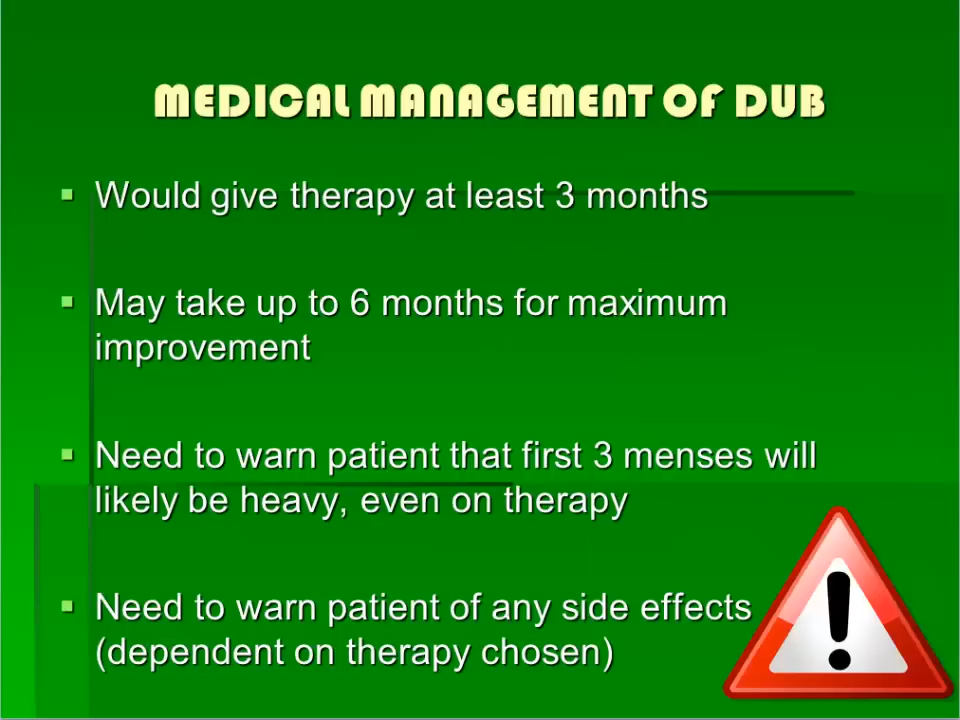 MEDICAL MANAGEMENT OF DUB
Would give therapy at least 3 months
May take up to 6 months for maximum
improvement
Need to warn patient that first 3 menses will
likely be heavy, even on therapy
Need to warn patient of any side effects
(dependent on therapy chosen)